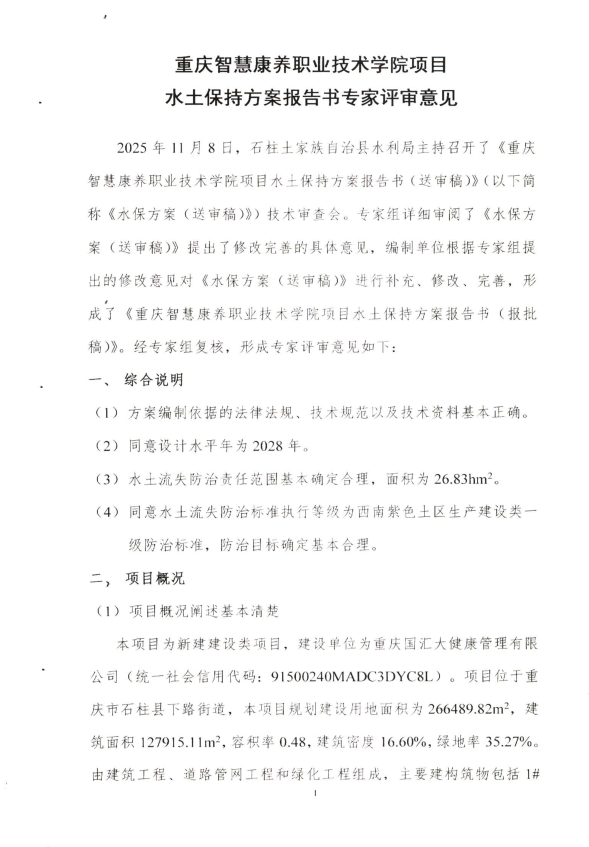 重庆智慧康养职业技术学院项目
水土保持方案报告书专家评审意见
2025 年 11 月 8 日，石柱土家族自治县水利局主持召开了《重庆
智慧康养职业技术学院项目水土保持方案报告书（送审稿）》（以下简
称《水保方案（送审稿）》）技术审查会。专家组详细审阅了《水保方
案（送审稿）》提出了修改完善的具体意见，编制单位根据专家组提
出的修改意见对《水保方案（送审稿）》进行补充、修改、完善，形
成了《重庆智慧康养职业技术学院项目水土保持方案报告书（报批
稿）》。经专家组复核，形成专家评审意见如下：
一、 综合说明
（1）方案编制依据的法律法规、技术规范以及技术资料基本正确。
（2）同意设计水平年为 2028 年。
（3）水土流失防治责任范围基本确定合理，面积为 26.83hm²。
（4）同意水土流失防治标准执行等级为西南紫色土区生产建设类一
级防治标准，防治目标确定基本合理。
二、 项目概况
（1）项目概况阐述基本清楚
本项目为新建建设类项目，建设单位为重庆国汇大健康管理有限
公司（统一社会信用代码：91500240MADC3DYC8L）。项目位于重
庆市石柱县下路街道，本项目规划建设用地面积为 266489.82m²，建
筑面积 127915.11m²，容积率 0.48，建筑密度 16.60%，绿地率 35.27%。
由建筑工程、道路管网工程和绿化工程组成，主要建构筑物包括 1#
1